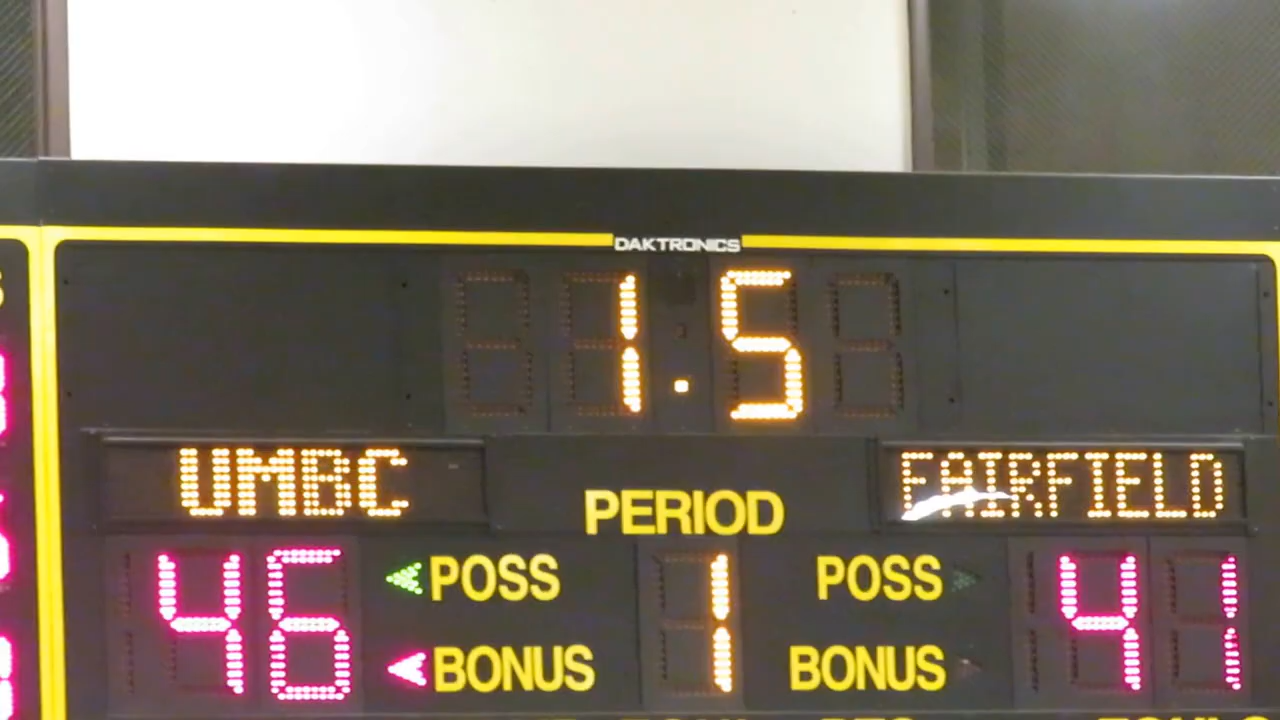 DAKTRONICS
1.5
UMBC
FAIRFIELD
PERIOD
46
POSS
1
POSS
41
BONUS
BONUS